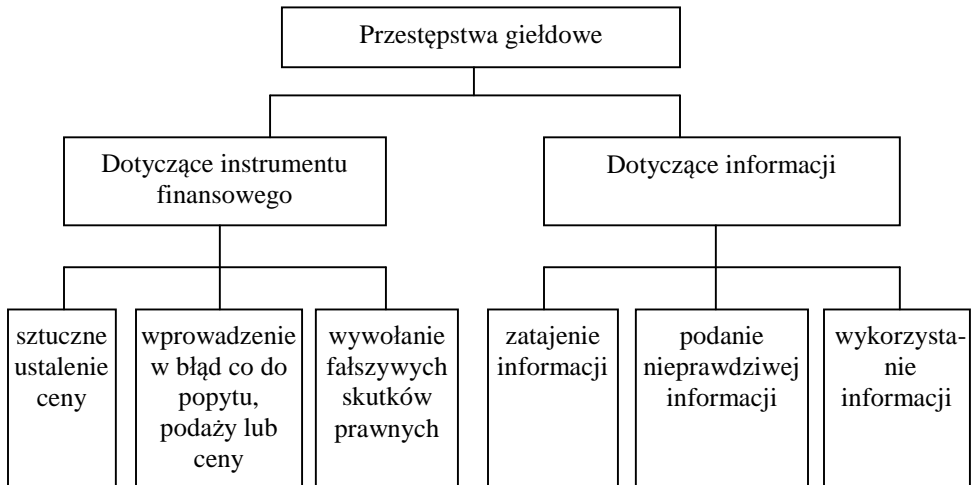 Przestępstwa giełdowe
Dotyczące instrumentu
finansowego
Dotyczące informacji
sztuczne
ustalenie
ceny
wprowadzenie
w błąd co do
popytu,
podaży lub
ceny
wywołanie
fałszywych
skutków
prawnych
zatajenie
informacji
podanie
nieprawdziwej
informacji
wykorzysta-
nie
informacji